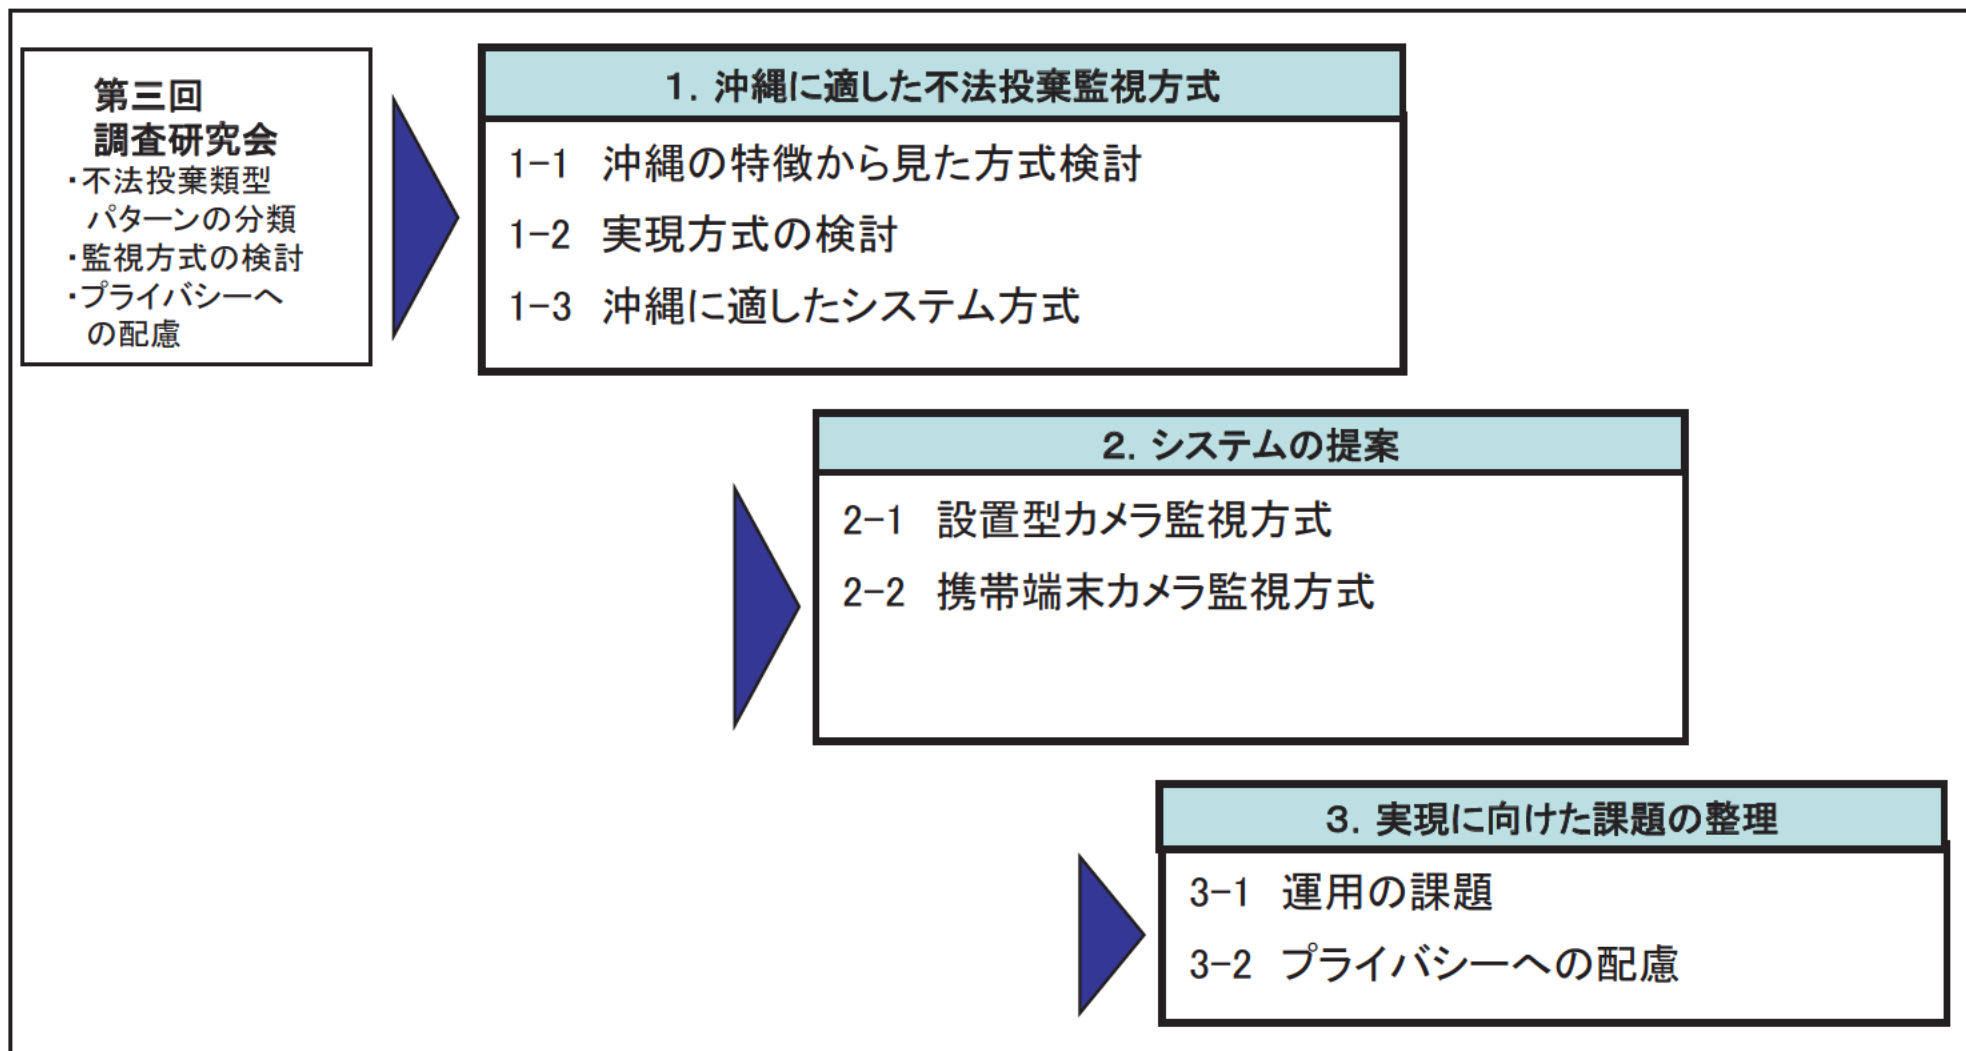 第三回
調査研究会
・不法投棄類型
パターンの分類
・監視方式の検討
・プライバシーへ
の配慮
1．沖縄に適した不法投棄監視方式
1-1　沖縄の特徴から見た方式検討
1-2　実現方式の検討
1-3　沖縄に適したシステム方式
2．システムの提案
2-1　設置型カメラ監視方式
2-2　携帯端末カメラ監視方式
3．実現に向けた課題の整理
3-1　運用の課題
3-2　プライバシーへの配慮